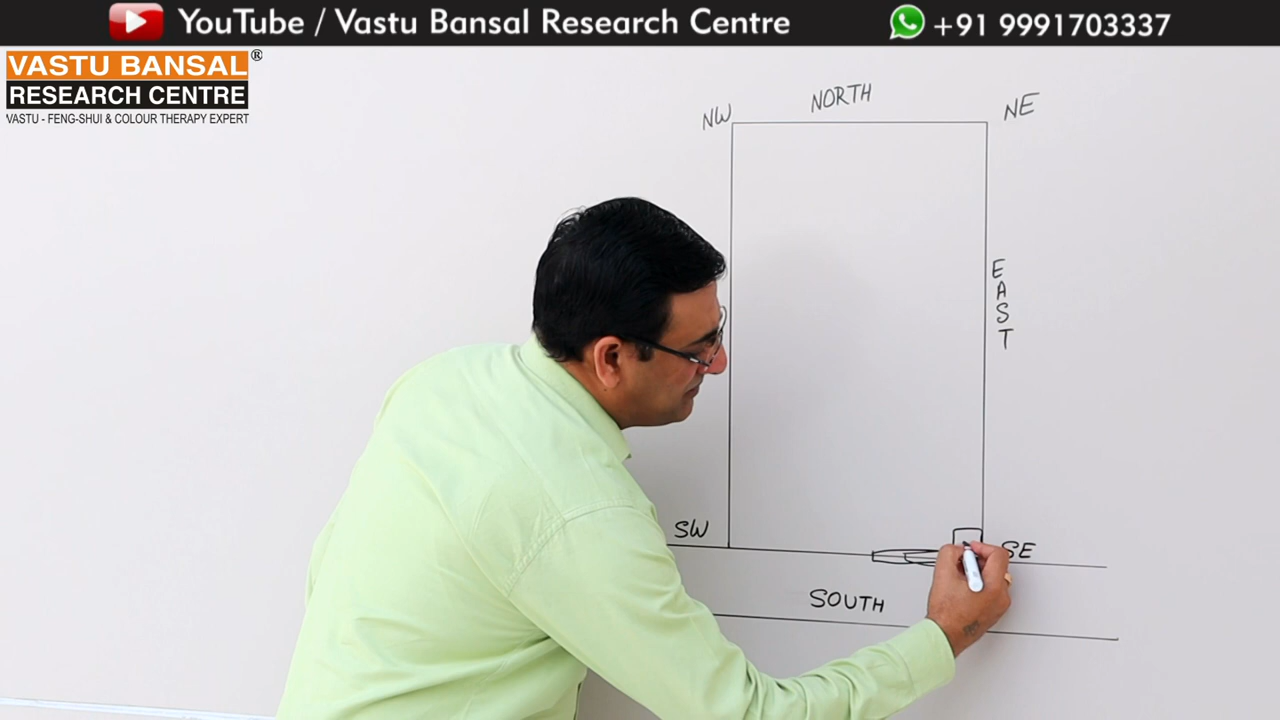 YouTube / Vastu Bansal Research Centre
+91 9991703337
VASTU BANSAL ®
RESEARCH CENTRE
VASTU - FENG-SHUI & COLOUR THERAPY EXPERT
NW
NORTH
NE
EAST
SW
SE
SOUTH